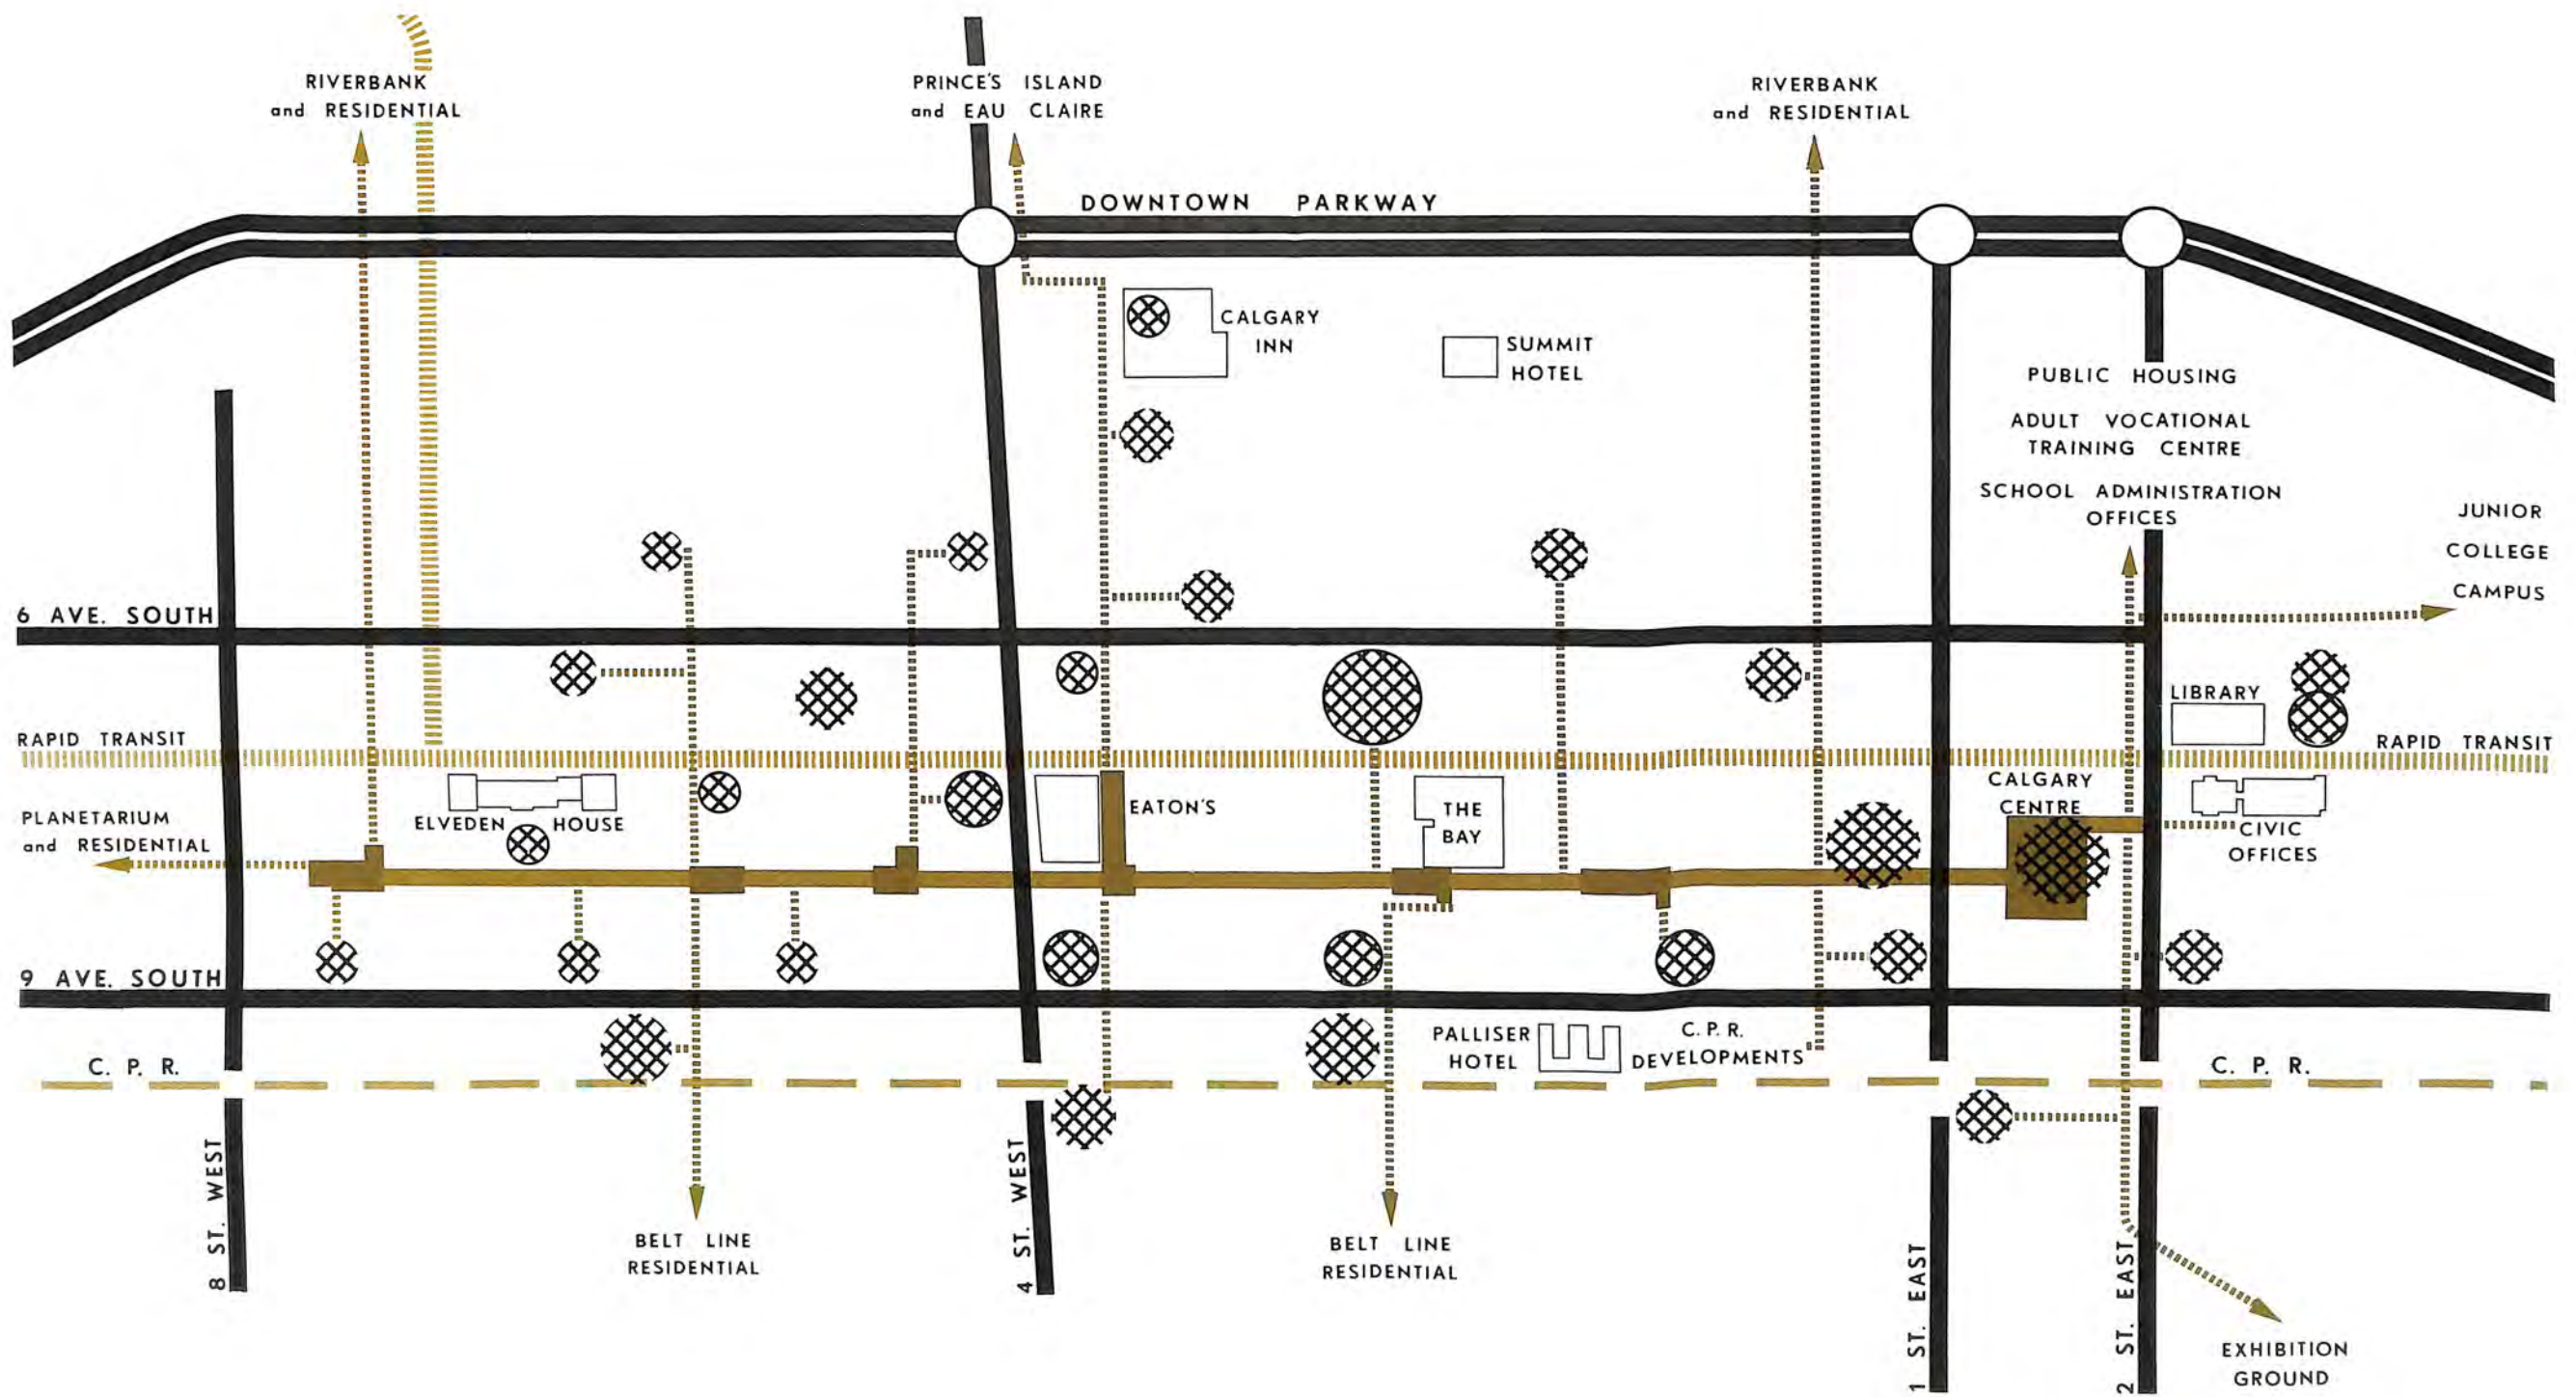 RIVERBANK
and RESIDENTIAL
PRINCE'S ISLAND
and EAU CLAIRE
RIVERBANK
and RESIDENTIAL
DOWNTOWN PARKWAY
CALGARY
INN
SUMMIT
HOTEL
PUBLIC HOUSING
ADULT VOCATIONAL
TRAINING CENTRE
SCHOOL ADMINISTRATION
OFFICES
JUNIOR
COLLEGE
CAMPUS
6 AVE. SOUTH
LIBRARY
RAPID TRANSIT
RAPID TRANSIT
PLANETARIUM
and RESIDENTIAL
ELVEDEN HOUSE
EATON'S
THE
BAY
CALGARY
CENTRE
CIVIC
OFFICES
9 AVE. SOUTH
PALLISER
HOTEL
C. P. R.
DEVELOPMENTS
C. P. R.
C. P. R.
8 ST. WEST
4 ST. WEST
1 ST. EAST
2 ST. EAST
BELT LINE
RESIDENTIAL
BELT LINE
RESIDENTIAL
EXHIBITION
GROUND